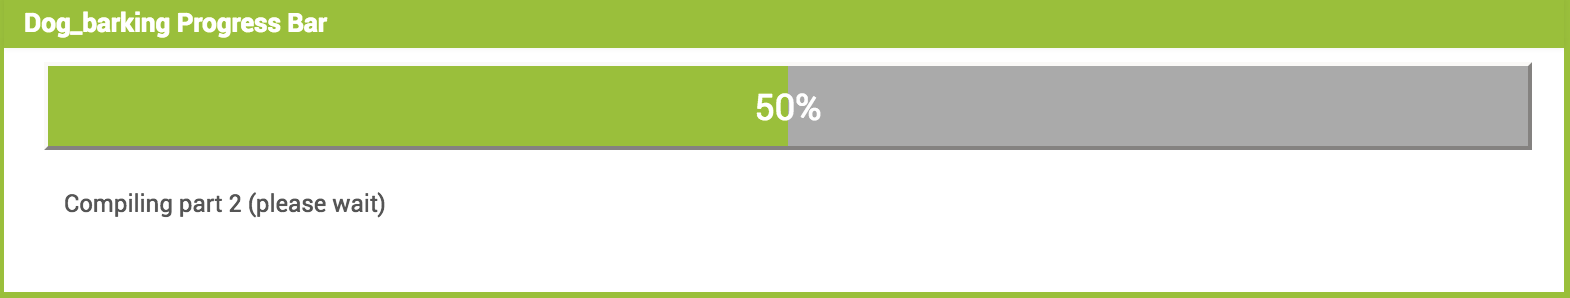 Dog_barking Progress Bar
50%
Compiling part 2 (please wait)